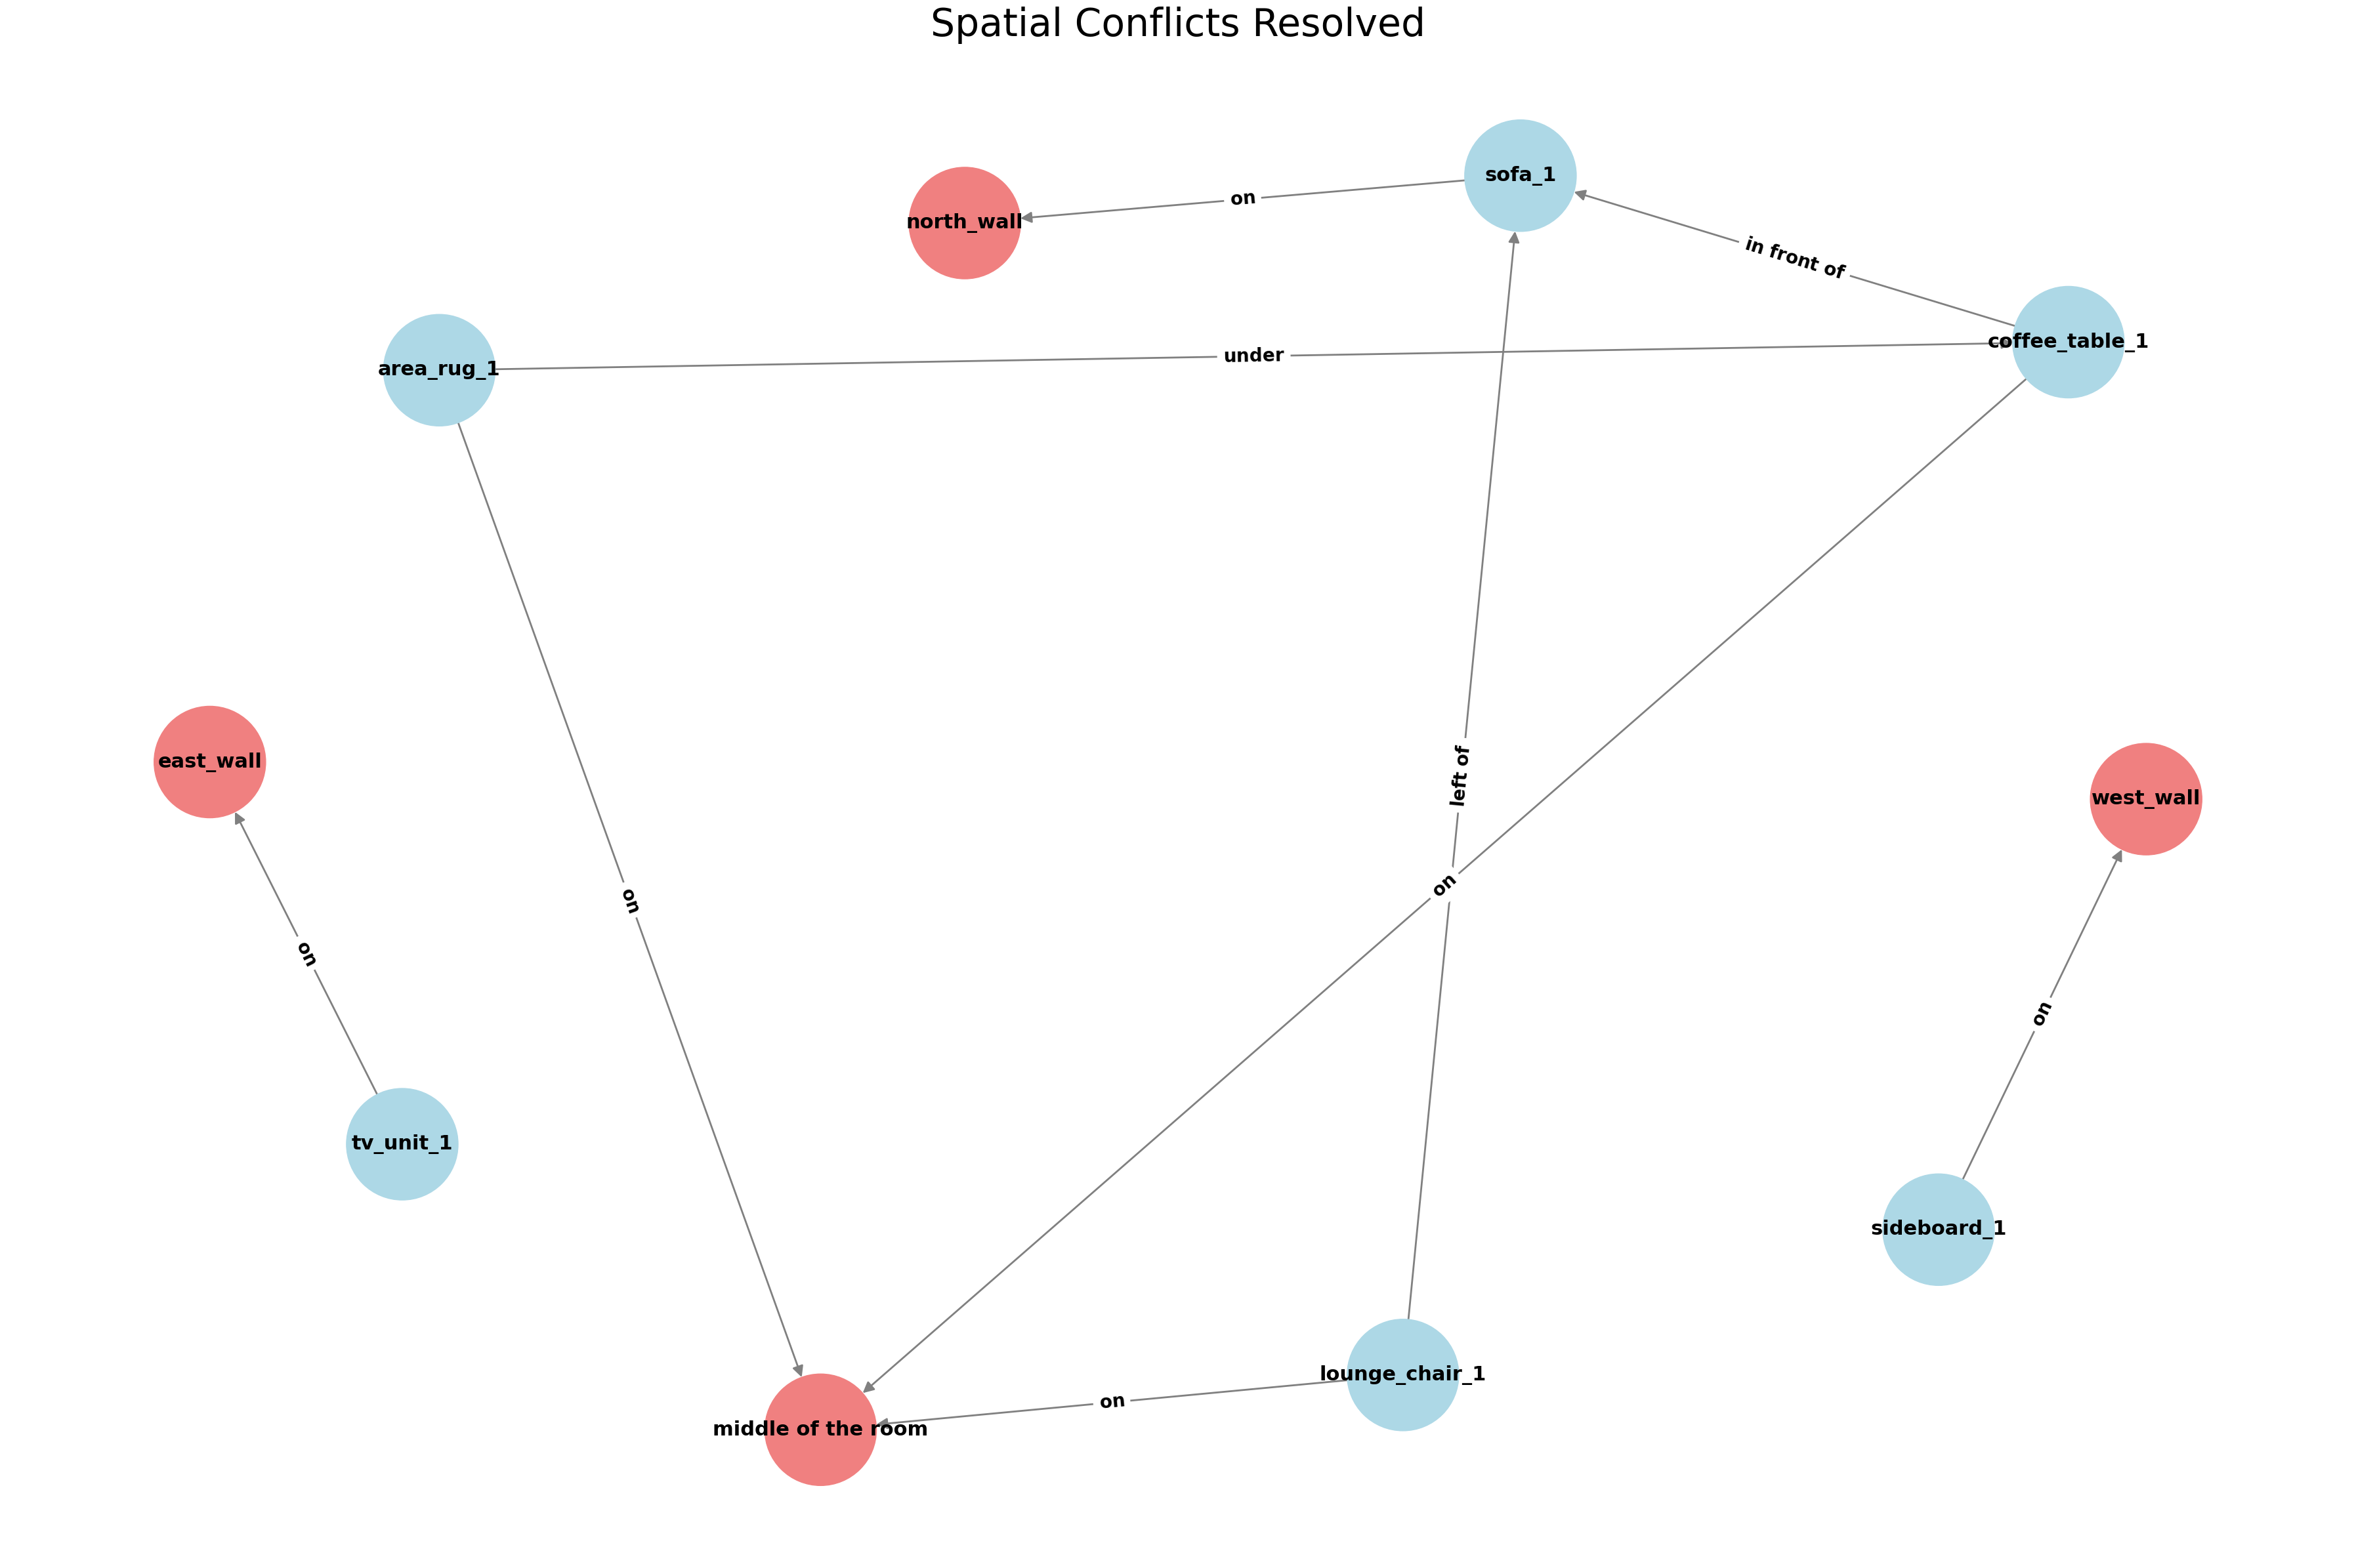 Spatial Conflicts Resolved
sofa_1
on
north_wall
in front of
coffee_table_1
under
area_rug_1
east_wall
left of
west_wall
on
on
on
on
tv_unit_1
sideboard_1
lounge_chair_1
on
middle of the room